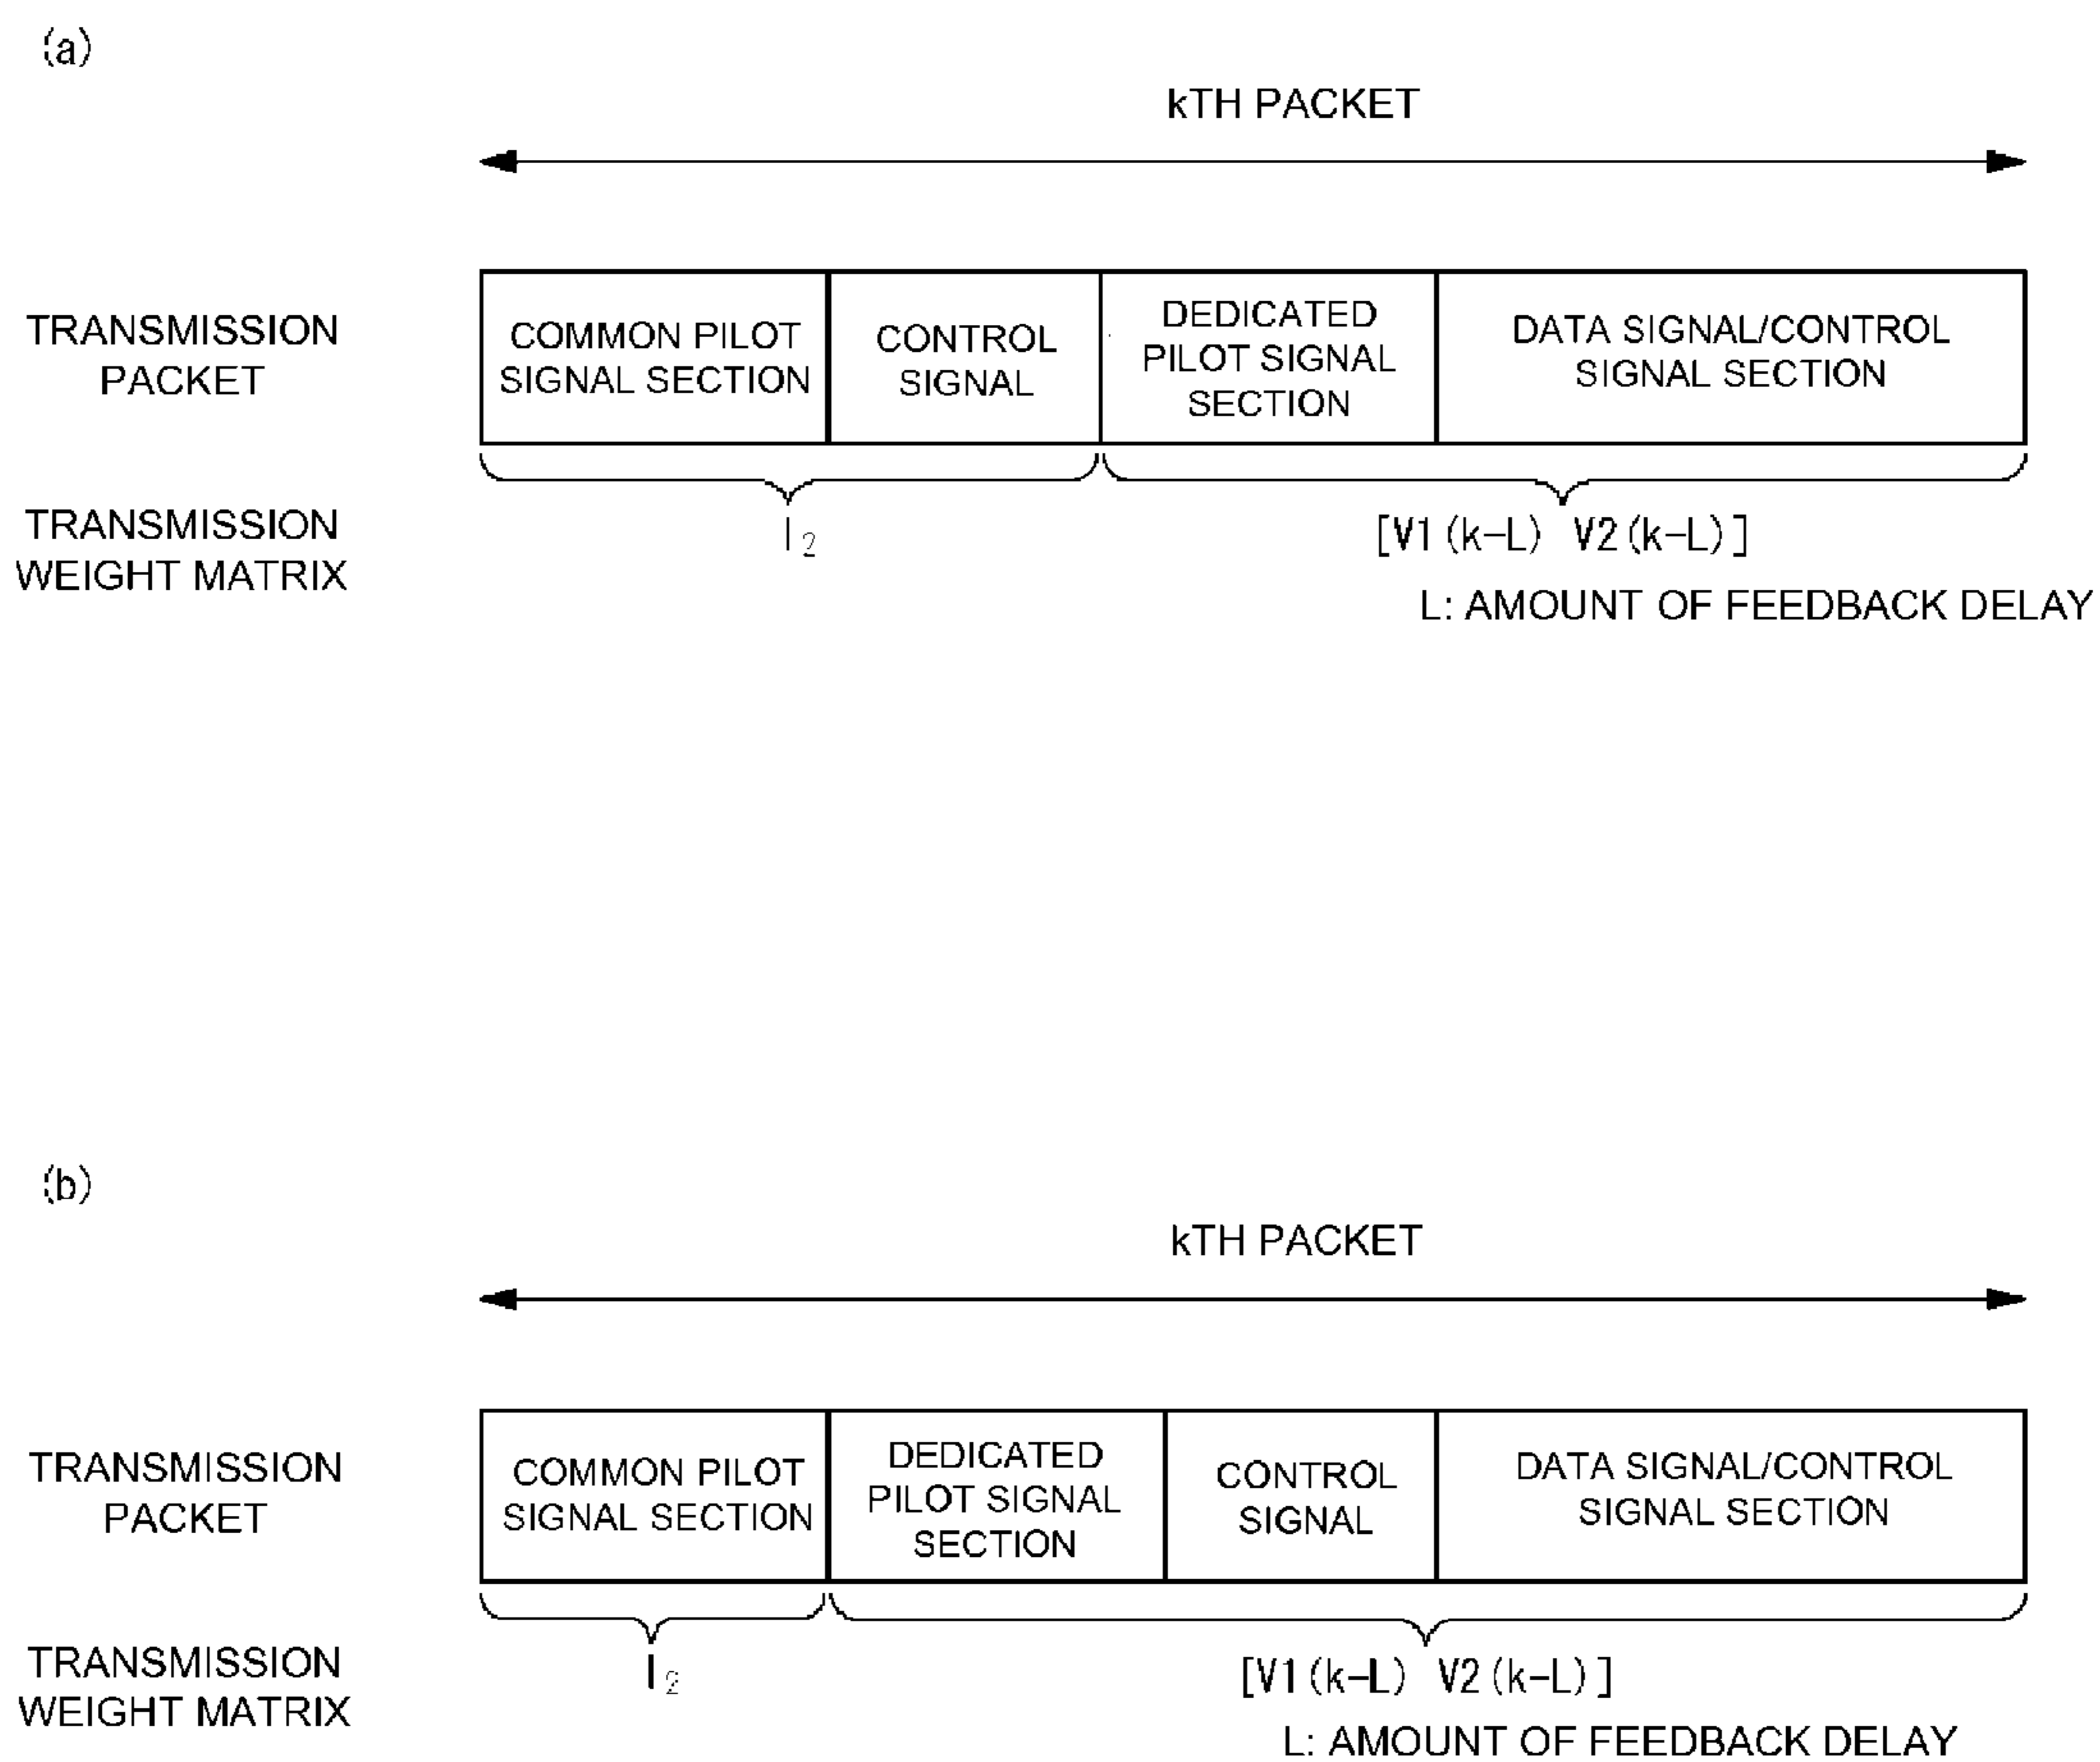 (a)
kTH PACKET
TRANSMISSION
PACKET
COMMON PILOT
SIGNAL SECTION
CONTROL
SIGNAL
DEDICATED
PILOT SIGNAL
SECTION
DATA SIGNAL/CONTROL
SIGNAL SECTION
TRANSMISSION
WEIGHT MATRIX
I₂
[V1(k-L) V2(k-L)]
L: AMOUNT OF FEEDBACK DELAY
(b)
kTH PACKET
TRANSMISSION
PACKET
COMMON PILOT
SIGNAL SECTION
DEDICATED
PILOT SIGNAL
SECTION
CONTROL
SIGNAL
DATA SIGNAL/CONTROL
SIGNAL SECTION
TRANSMISSION
WEIGHT MATRIX
I₂
[V1(k-L) V2(k-L)]
L: AMOUNT OF FEEDBACK DELAY